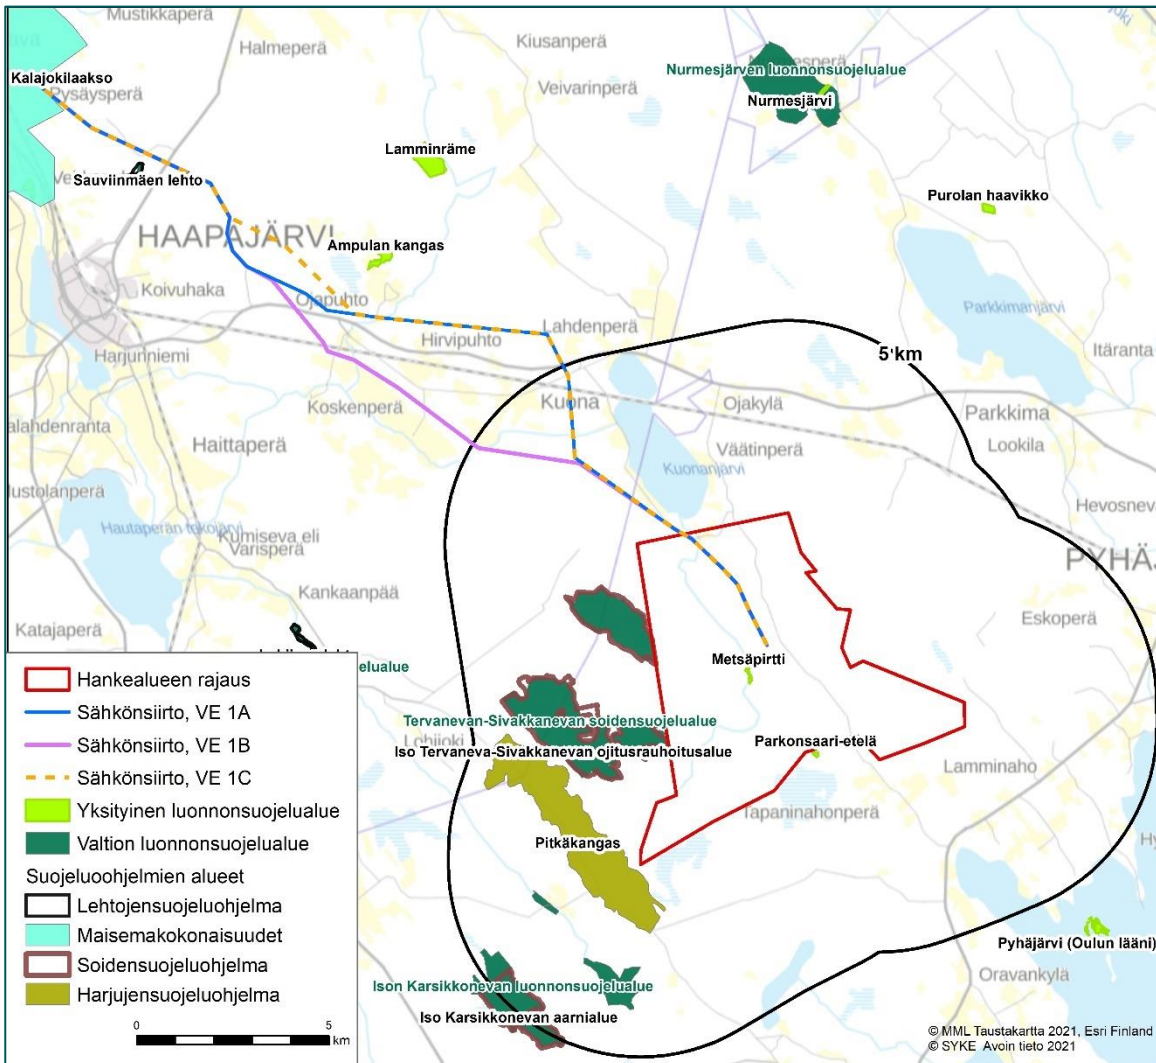 Mustikkaperä
Halmeperä
Kiusanperä
Veivarinperä
Nurmesjärven luonnonsuojelualue
Nurmesjärvi
Kalajokilaakso
Pysäysperä
Lamminräme
Sauviinmäen lehto
Purolan haavikko
HAAPAJÄRVI
Ampulan kangas
Koivuhaka
Ojapuhto
Harjunniemi
Hirvipuhto
Lahdenperä
Parkkimanjärvi
Itäranta
5 km
Koskenperä
Kuona
Ojakylä
Parkkima
Lookila
Haittaperä
Väätinperä
Kuonanjärvi
Hautaperän tekojärvi
Kumiseva eli
Varisperä
Kankaanpää
Katajaperä
Eskoperä
Metsäpirtti
Tervanevan-Sivakkanevan soidensuojelualue
Lohijoki
Iso Tervaneva-Sivakkanevan ojitusrauhoitusalue
Parkonsaari-etelä
Lamminaho
Tapaninahonperä
Pitkäkangas
Pyhäjärvi (Oulun lääni)
Oravankylä
Ison Karsikkonevan luonnonsuojelualue
Iso Karsikkonevan aarnialue
Hankealueen rajaus
Sähkönsiirto, VE 1A
Sähkönsiirto, VE 1B
Sähkönsiirto, VE 1C
Yksityinen luonnonsuojelualue
Valtion luonnonsuojelualue
Suojeluohjelmien alueet
Lehtojensuojeluohjelma
Maisemakokonaisuudet
Soidensuojeluohjelma
Harjujensuojeluohjelma
0 5
km
© MML Taustakartta 2021, Esri Finland
© SYKE Avoin tieto 2021